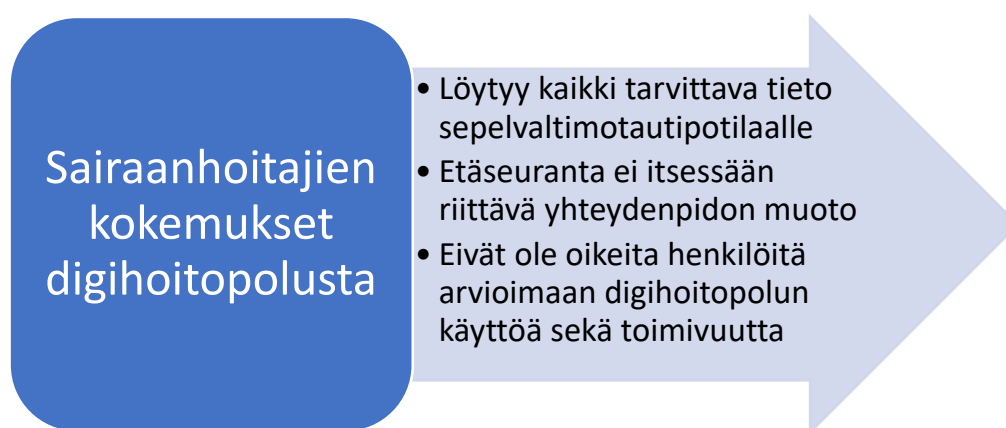 Sairaanhoitajien
kokemukset
digihoitopolusta
• Löytyy kaikki tarvittava tieto
sepelvaltimotautipotilaalle
• Etäseuranta ei itsessään
riittävä yhteydenpidon muoto
• Eivät ole oikeita henkilöitä
arvioimaan digihoitopolun
käyttöä sekä toimivuutta